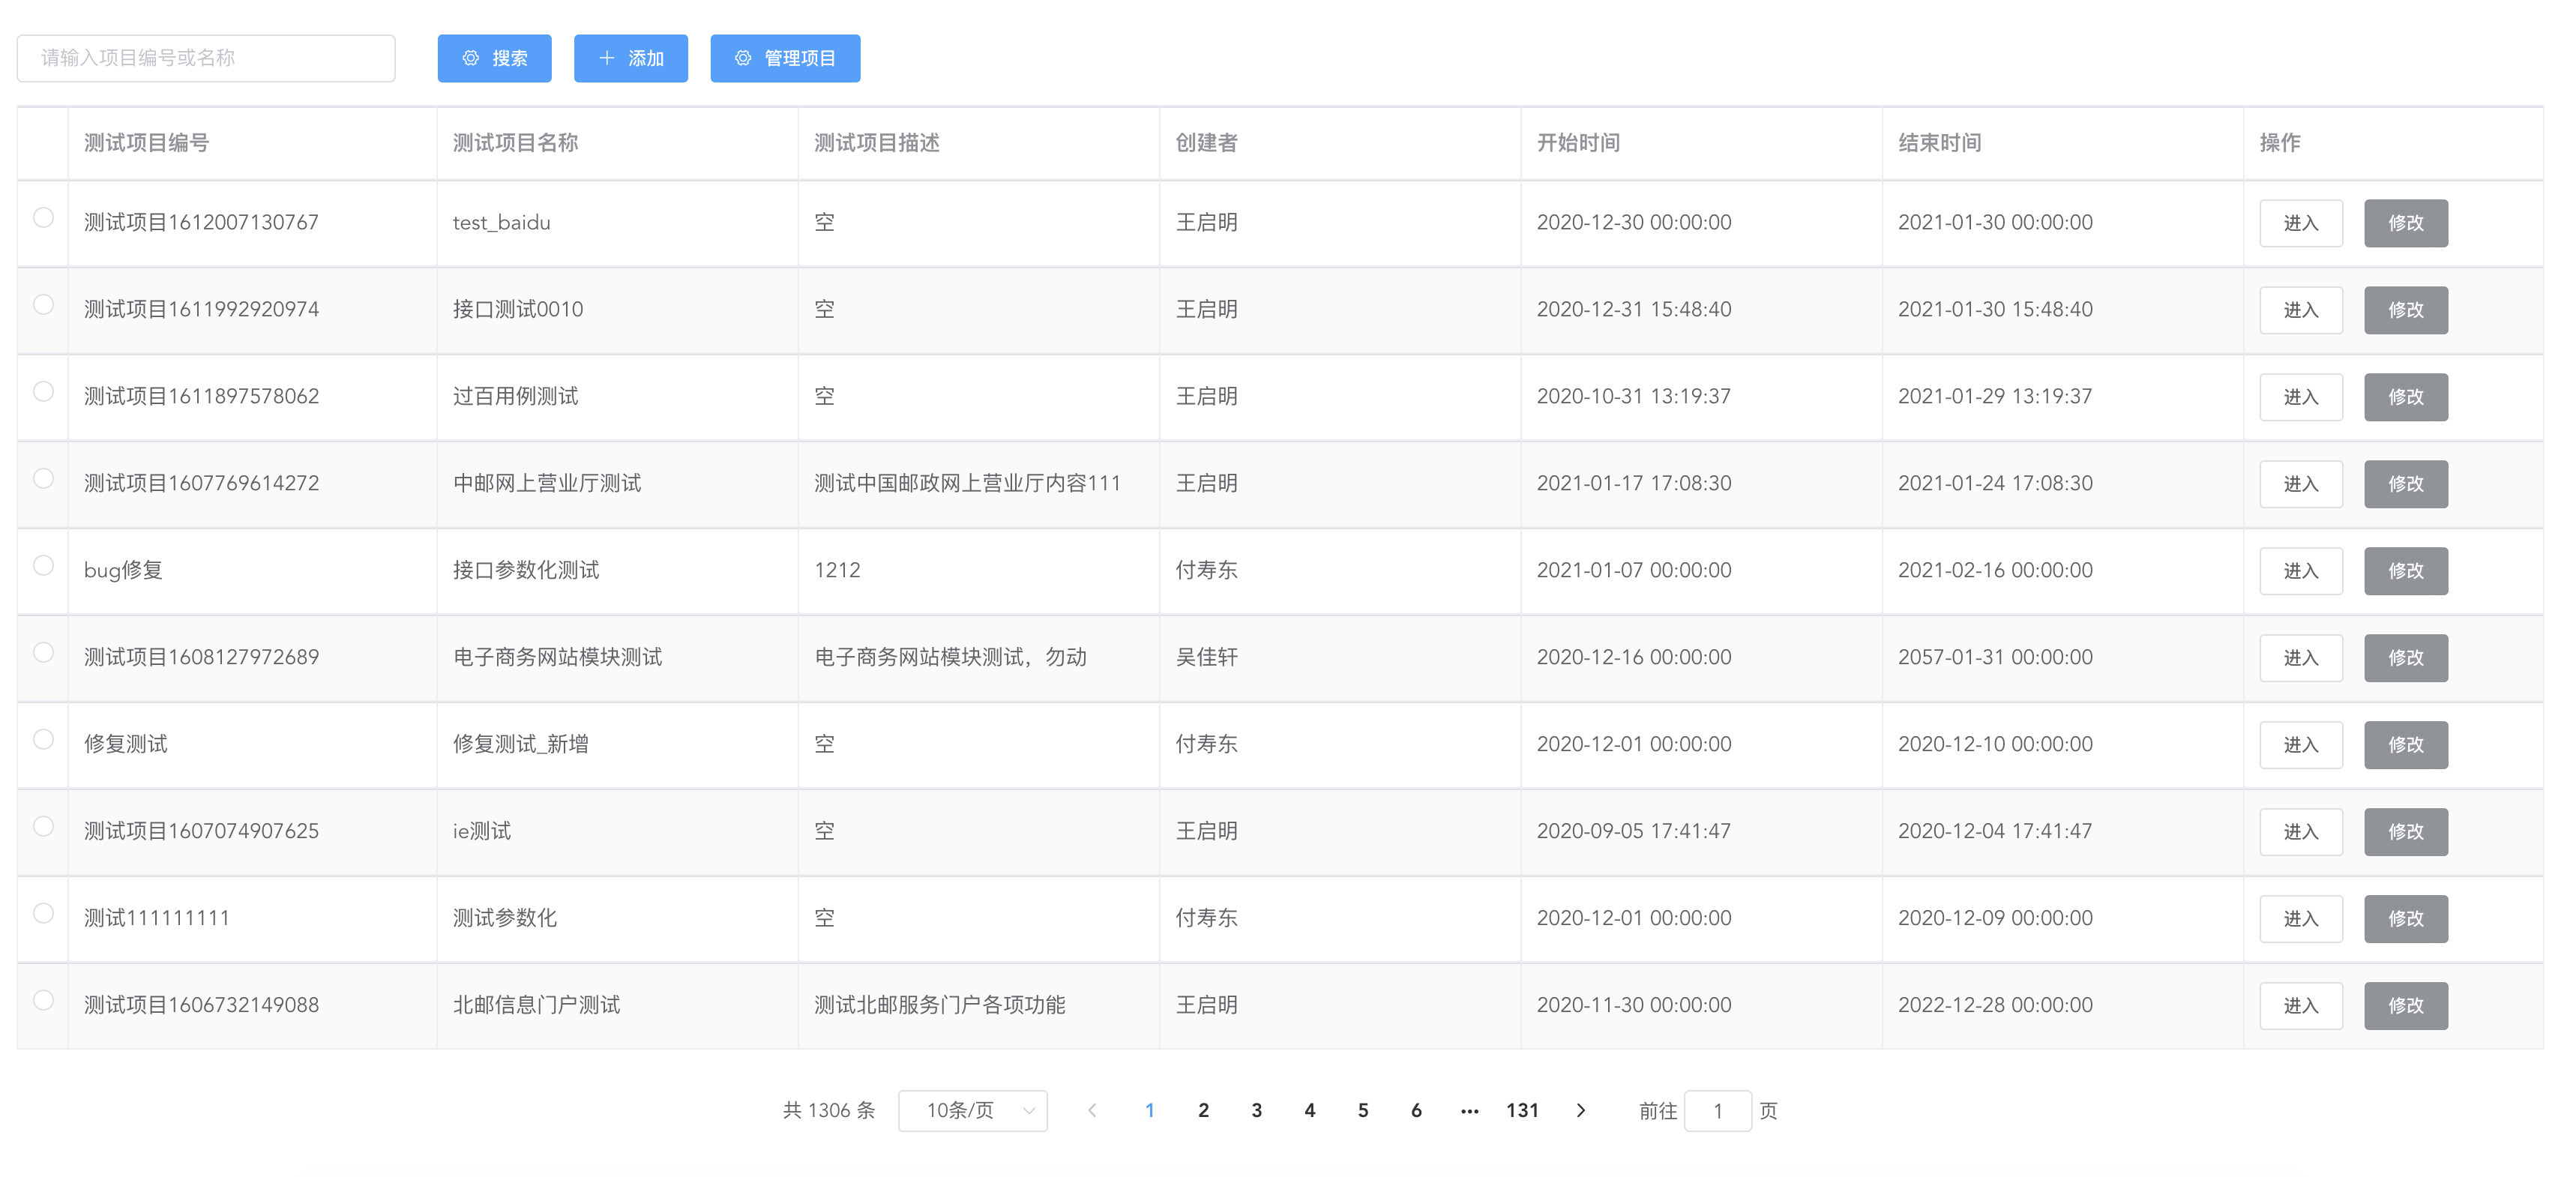 请输入项目编号或名称 搜索 添加 管理项目
测试项目编号 测试项目名称 测试项目描述 创建者 开始时间 结束时间 操作
测试项目1612007130767 test_baidu 空 王启明 2020-12-30 00:00:00 2021-01-30 00:00:00 进入 修改
测试项目1611992920974 接口测试0010 空 王启明 2020-12-31 15:48:40 2021-01-30 15:48:40 进入 修改
测试项目1611897578062 过百用例测试 空 王启明 2020-10-31 13:19:37 2021-01-29 13:19:37 进入 修改
测试项目1607769614272 中邮网上营业厅测试 测试中国邮政网上营业厅内容111 王启明 2021-01-17 17:08:30 2021-01-24 17:08:30 进入 修改
bug修复 接口参数化测试 1212 付寿东 2021-01-07 00:00:00 2021-02-16 00:00:00 进入 修改
测试项目1608127972689 电子商务网站模块测试 电子商务网站模块测试，勿动 吴佳轩 2020-12-16 00:00:00 2057-01-31 00:00:00 进入 修改
修复测试 修复测试_新增 空 付寿东 2020-12-01 00:00:00 2020-12-10 00:00:00 进入 修改
测试项目1607074907625 ie测试 空 王启明 2020-09-05 17:41:47 2020-12-04 17:41:47 进入 修改
测试111111111 测试参数化 空 付寿东 2020-12-01 00:00:00 2020-12-09 00:00:00 进入 修改
测试项目1606732149088 北邮信息门户测试 测试北邮服务门户各项功能 王启明 2020-11-30 00:00:00 2022-12-28 00:00:00 进入 修改
共 1306 条 10条/页 1 2 3 4 5 6 ··· 131 前往 1 页